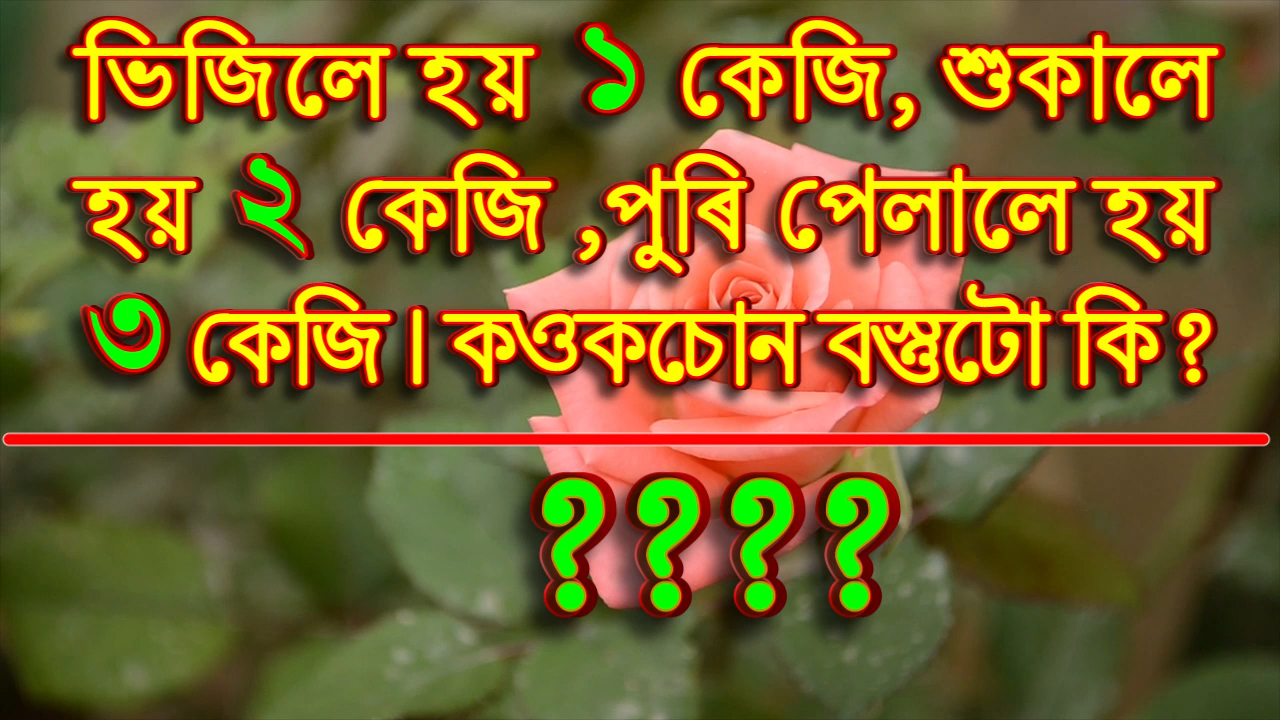 ভিজিলে হয় ১ কেজি, শুকালে
হয় ২ কেজি ,পুৰি পেলালে হয়
৩ কেজি। কওকচোন বস্তুটো কি?
????